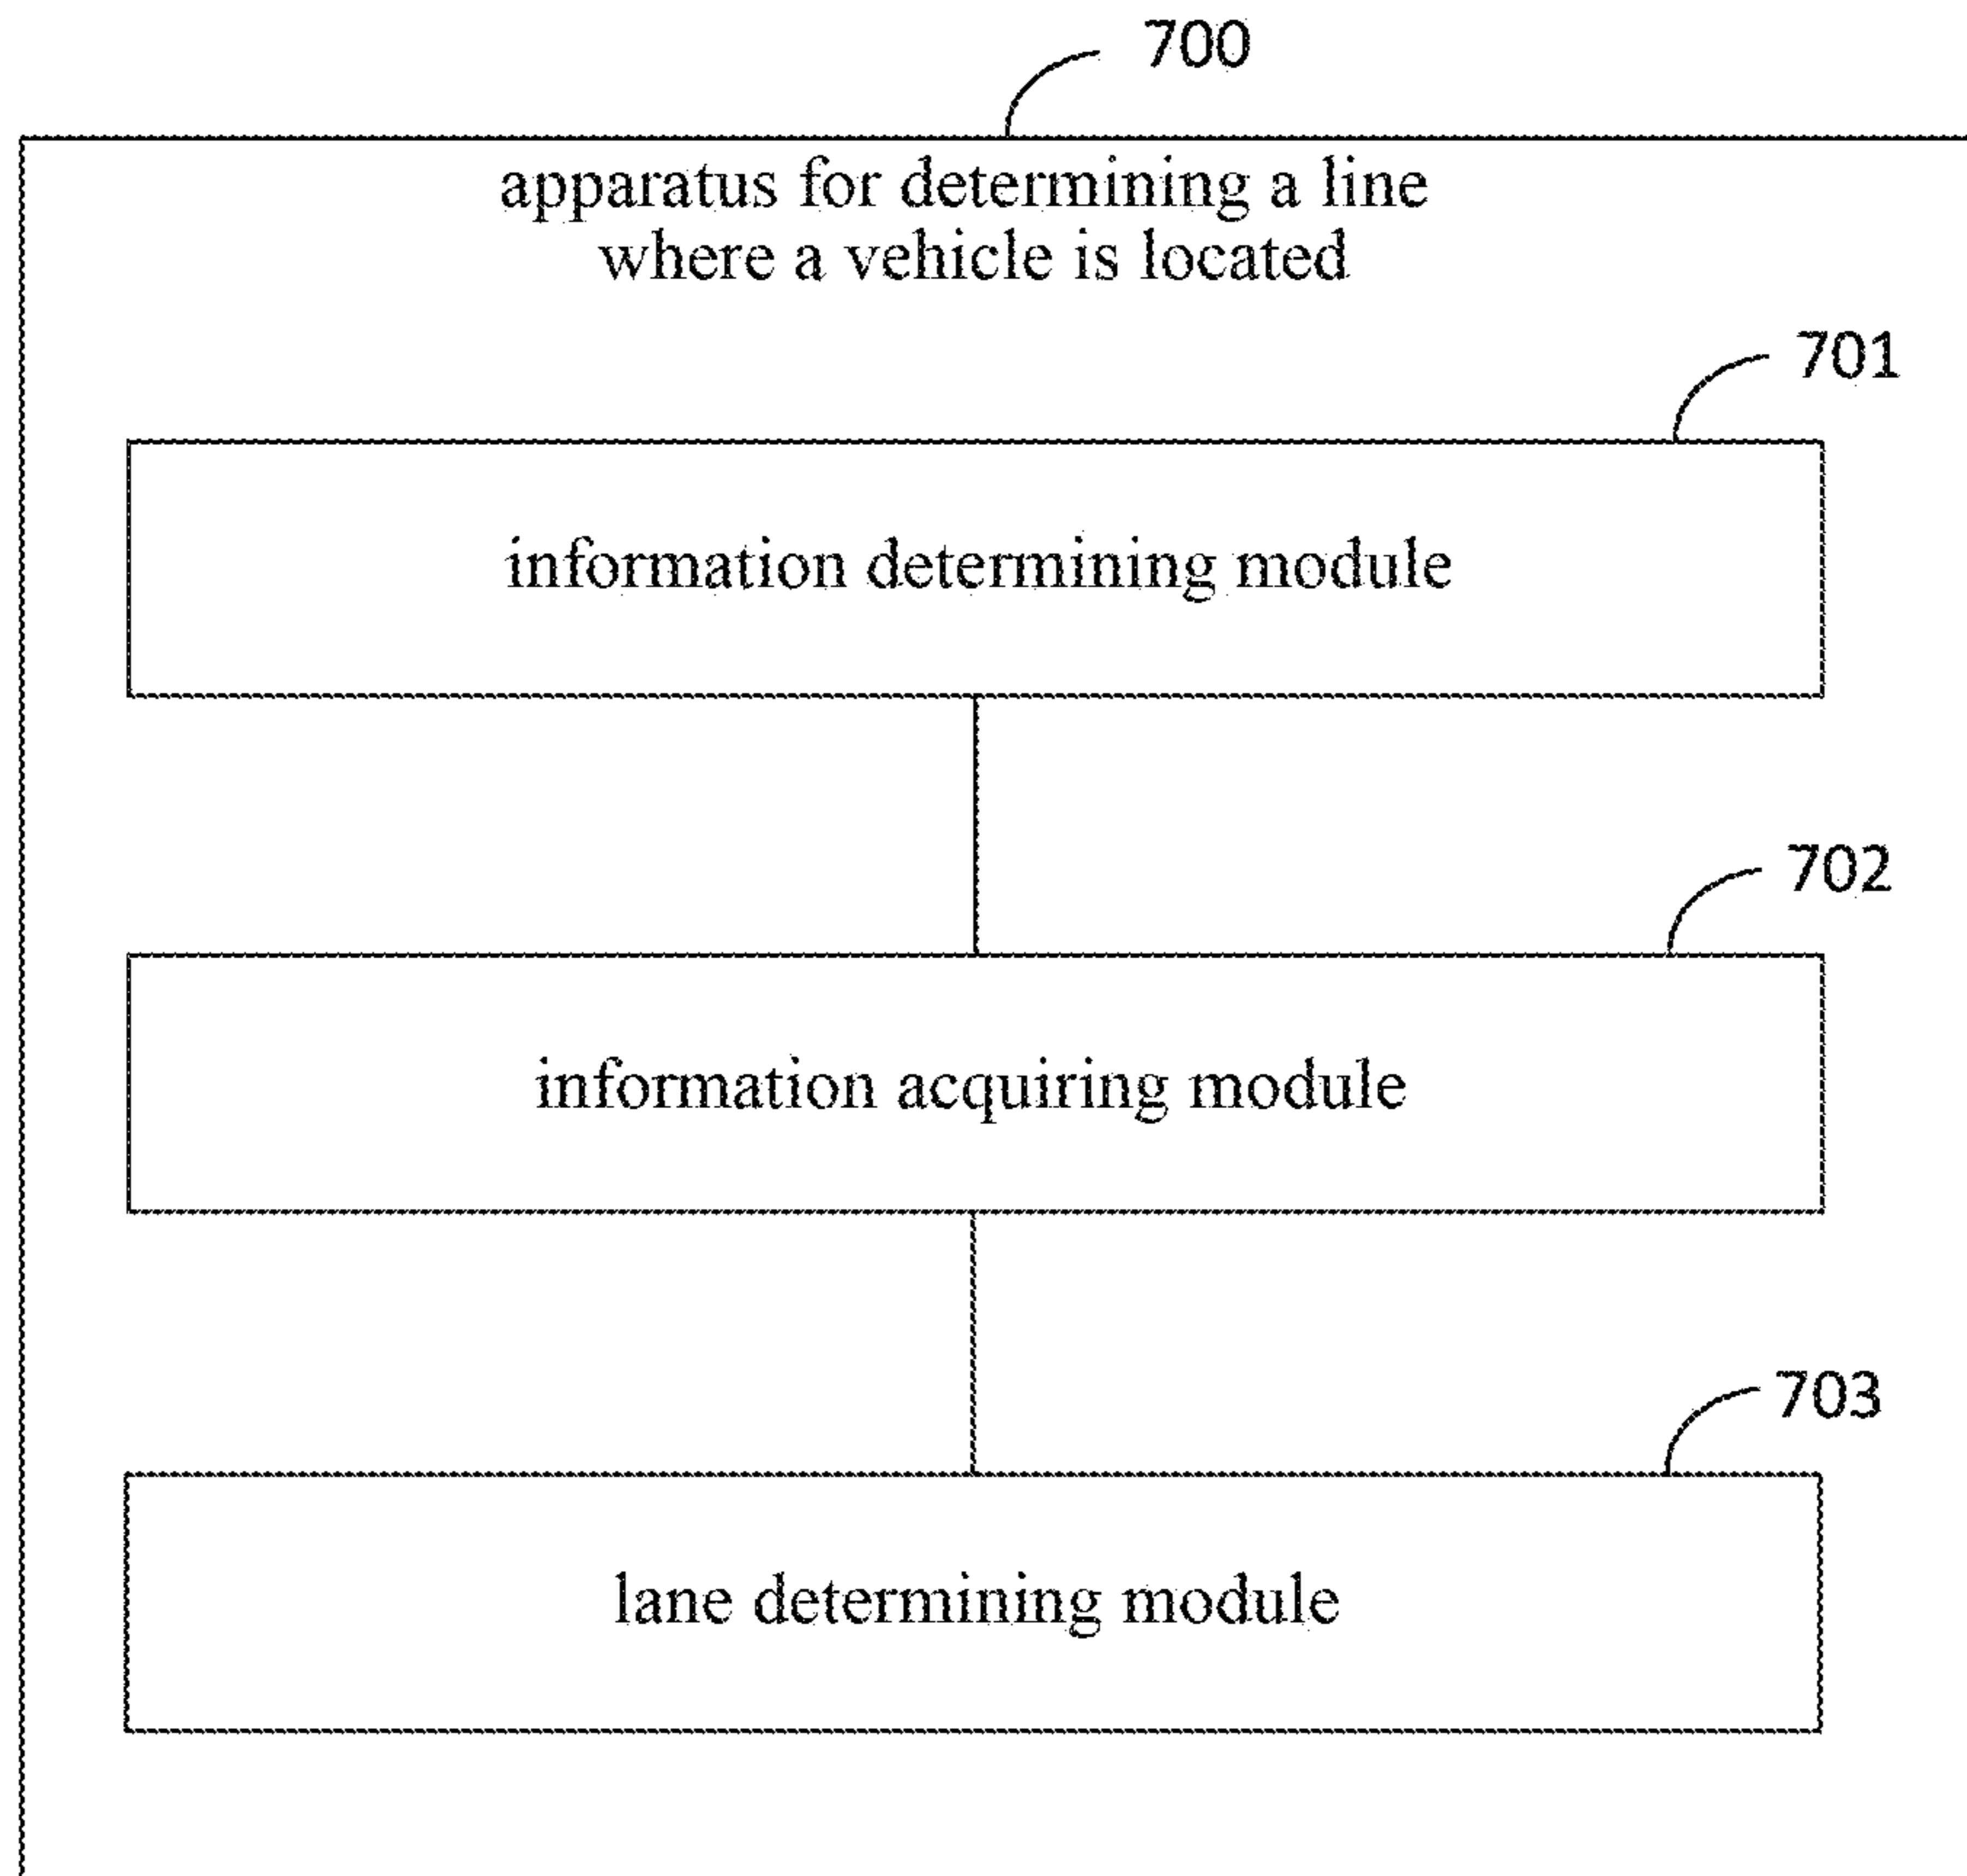 700
apparatus for determining a line
where a vehicle is located
701
information determining module
702
information acquiring module
703
lane determining module